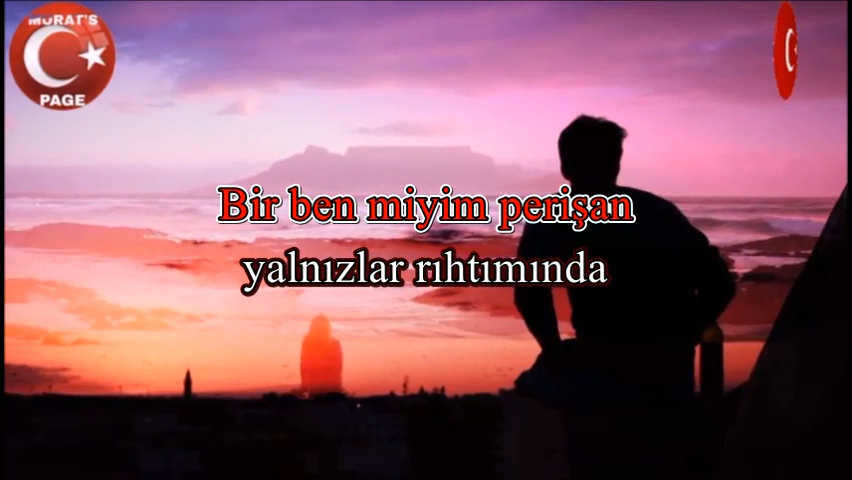 MURAT'S
PAGE
Bir ben miyim perişan
yalnızlar rıhtımında